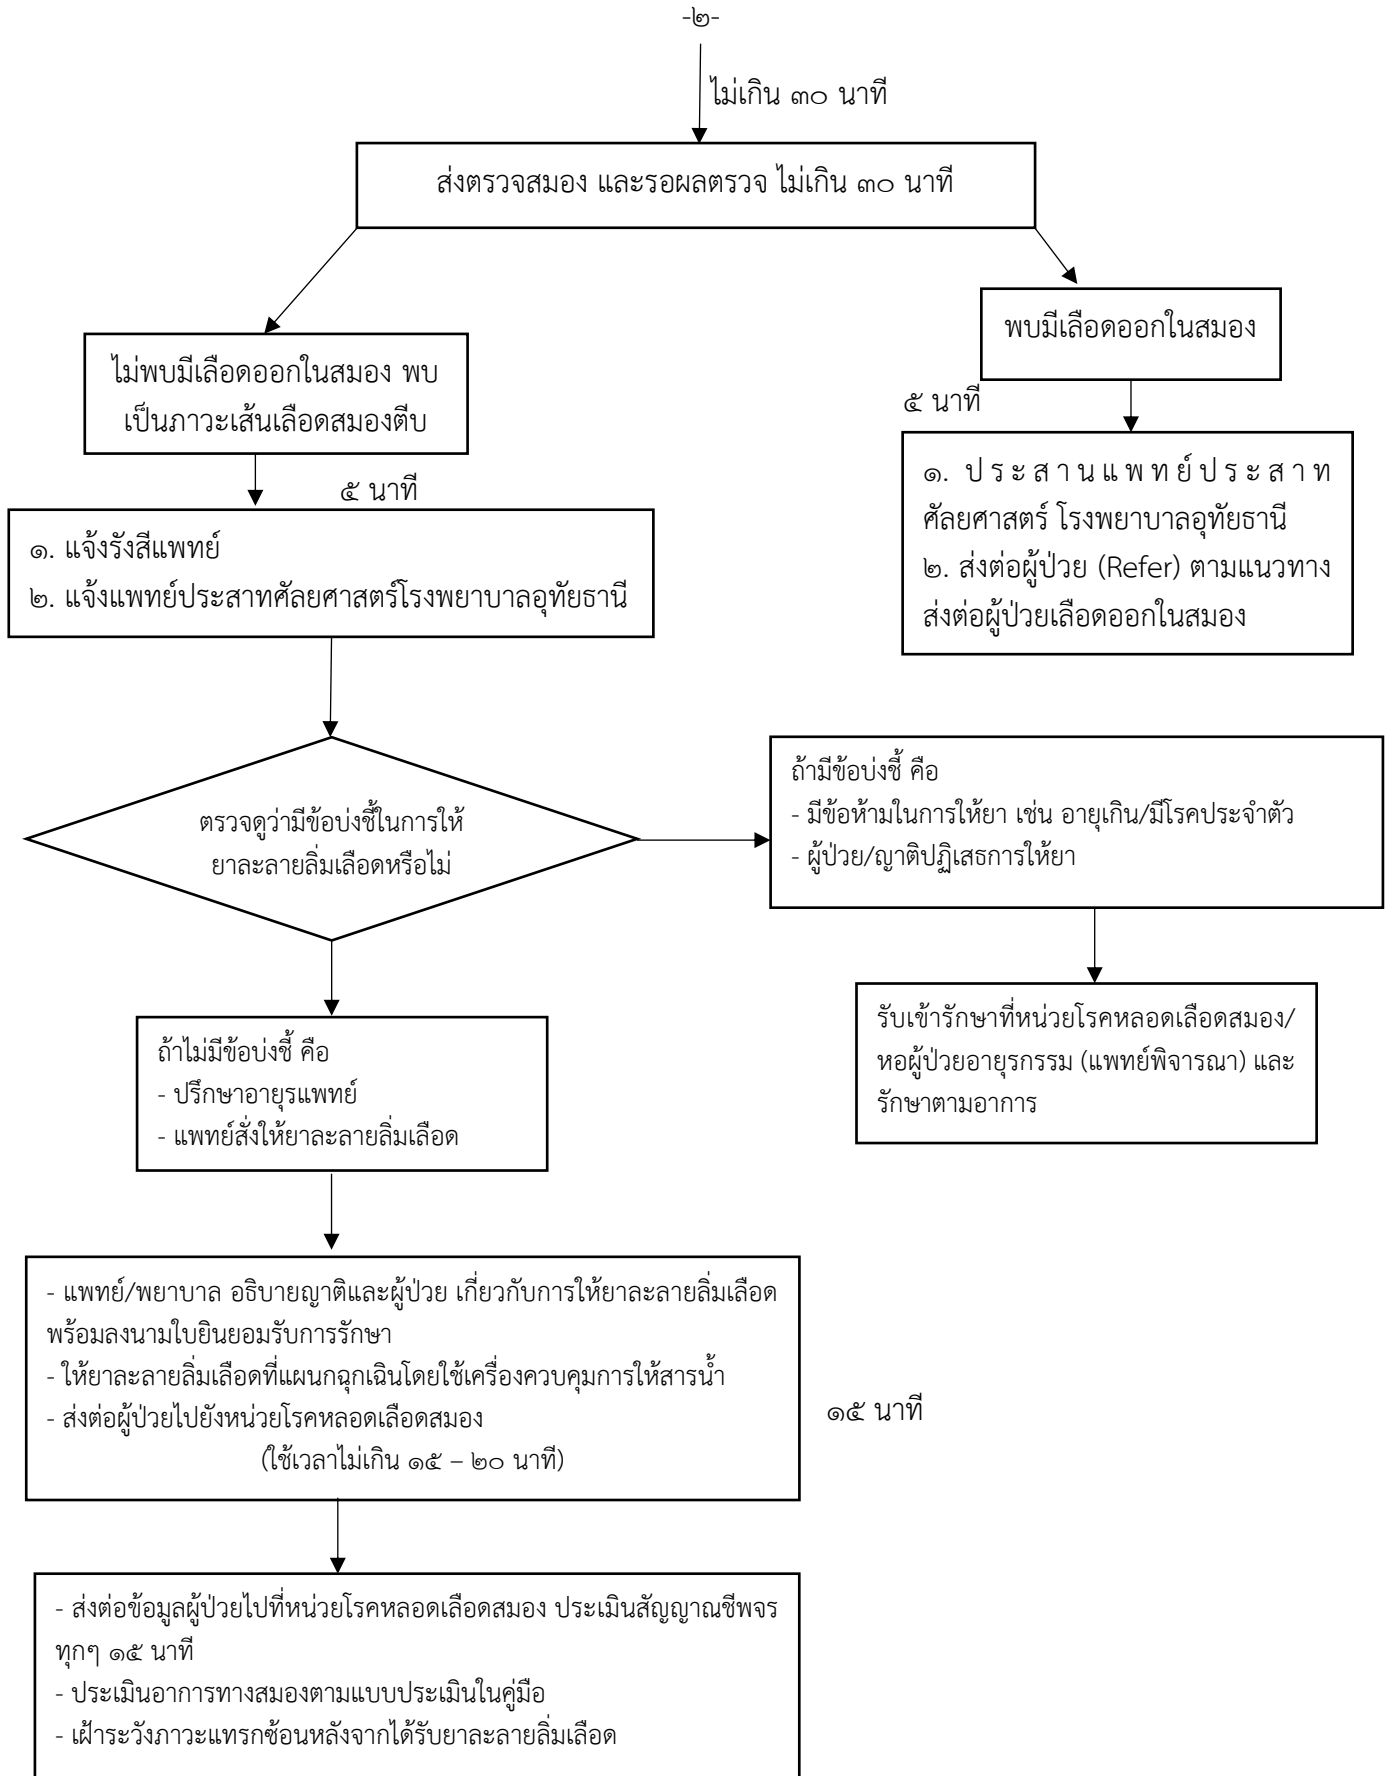 -๒-
ไม่เกิน ๓๐ นาที
ส่งตรวจสมอง และรอผลตรวจ ไม่เกิน ๓๐ นาที
พบมีเลือดออกในสมอง
ไม่พบมีเลือดออกในสมอง พบ
เป็นภาวะเส้นเลือดสมองตีบ
๕ นาที
๑. ประสานแพทย์ประสาท
ศัลยศาสตร์ โรงพยาบาลอุทัยธานี
๒. ส่งต่อผู้ป่วย (Refer) ตามแนวทาง
ส่งต่อผู้ป่วยเลือดออกในสมอง
๕ นาที
๑. แจ้งรังสีแพทย์
๒. แจ้งแพทย์ประสาทศัลยศาสตร์โรงพยาบาลอุทัยธานี
ตรวจดูว่ามีข้อบ่งชี้ในการให้
ยาละลายลิ่มเลือดหรือไม่
ถ้ามีข้อบ่งชี้ คือ
- มีข้อห้ามในการให้ยา เช่น อายุเกิน/มีโรคประจำตัว
- ผู้ป่วย/ญาติปฏิเสธการให้ยา
รับเข้ารักษาที่หน่วยโรคหลอดเลือดสมอง/
หอผู้ป่วยอายุรกรรม (แพทย์พิจารณา) และ
รักษาตามอาการ
ถ้าไม่มีข้อบ่งชี้ คือ
- ปรึกษาอายุรแพทย์
- แพทย์สั่งให้ยาละลายลิ่มเลือด
- แพทย์/พยาบาล อธิบายญาติและผู้ป่วย เกี่ยวกับการให้ยาละลายลิ่มเลือด
พร้อมลงนามใบยินยอมรับการรักษา
- ให้ยาละลายลิ่มเลือดที่แผนกฉุกเฉินโดยใช้เครื่องควบคุมการให้สารน้ำ
- ส่งต่อผู้ป่วยไปยังหน่วยโรคหลอดเลือดสมอง
(ใช้เวลาไม่เกิน ๑๕ – ๒๐ นาที)
๑๕ นาที
- ส่งต่อข้อมูลผู้ป่วยไปที่หน่วยโรคหลอดเลือดสมอง ประเมินสัญญาณชีพจร
ทุกๆ ๑๕ นาที
- ประเมินอาการทางสมองตามแบบประเมินในคู่มือ
- เฝ้าระวังภาวะแทรกซ้อนหลังจากได้รับยาละลายลิ่มเลือด